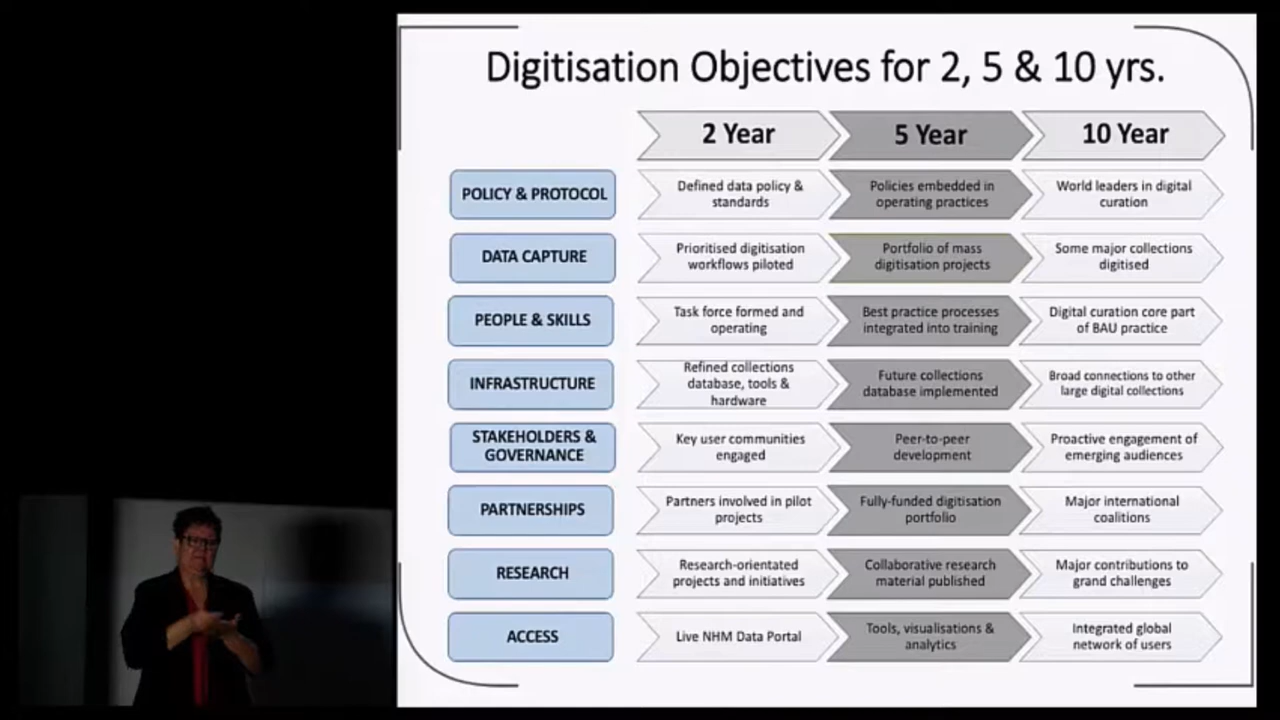 Digitisation Objectives for 2, 5 & 10 yrs.
2 Year
5 Year
10 Year
POLICY & PROTOCOL
Defined data policy &
standards
Policies embedded in
operating practices
World leaders in digital
curation
DATA CAPTURE
Prioritised digitisation
workflows piloted
Portfolio of mass
digitisation projects
Some major collections
digitised
PEOPLE & SKILLS
Task force formed and
operating
Best practice processes
integrated into training
Digital curation core part
of BAU practice
INFRASTRUCTURE
Refined collections
database, tools &
hardware
Future collections
database implemented
Broad connections to other
large digital collections
STAKEHOLDERS &
GOVERNANCE
Key user communities
engaged
Peer-to-peer
development
Proactive engagement of
emerging audiences
PARTNERSHIPS
Partners involved in pilot
projects
Fully-funded digitisation
portfolio
Major international
coalitions
RESEARCH
Research-orientated
projects and initiatives
Collaborative research
material published
Major contributions to
grand challenges
ACCESS
Live NHM Data Portal
Tools, visualisations &
analytics
Integrated global
network of users